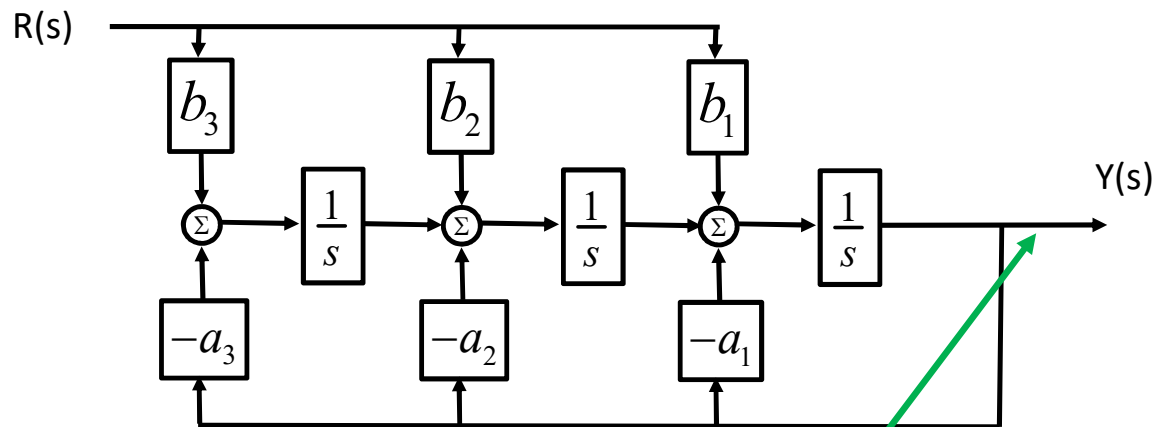 R(s)
b₃ b₂ b₁
Y(s)
Σ 1/s Σ 1/s Σ 1/s
−a₃ −a₂ −a₁